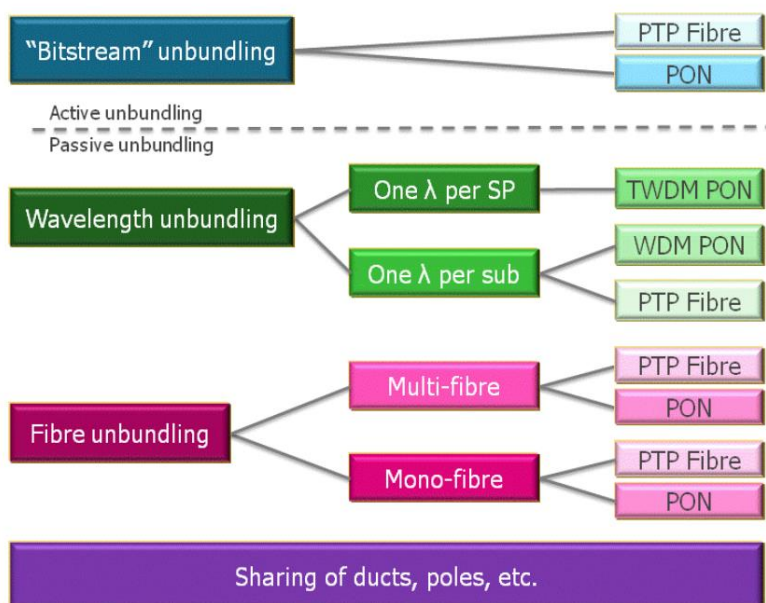 “Bitstream” unbundling
PTP Fibre
PON
Active unbundling
Passive unbundling
Wavelength unbundling
One λ per SP
TWDM PON
One λ per sub
WDM PON
PTP Fibre
Fibre unbundling
Multi-fibre
PTP Fibre
PON
Mono-fibre
PTP Fibre
PON
Sharing of ducts, poles, etc.